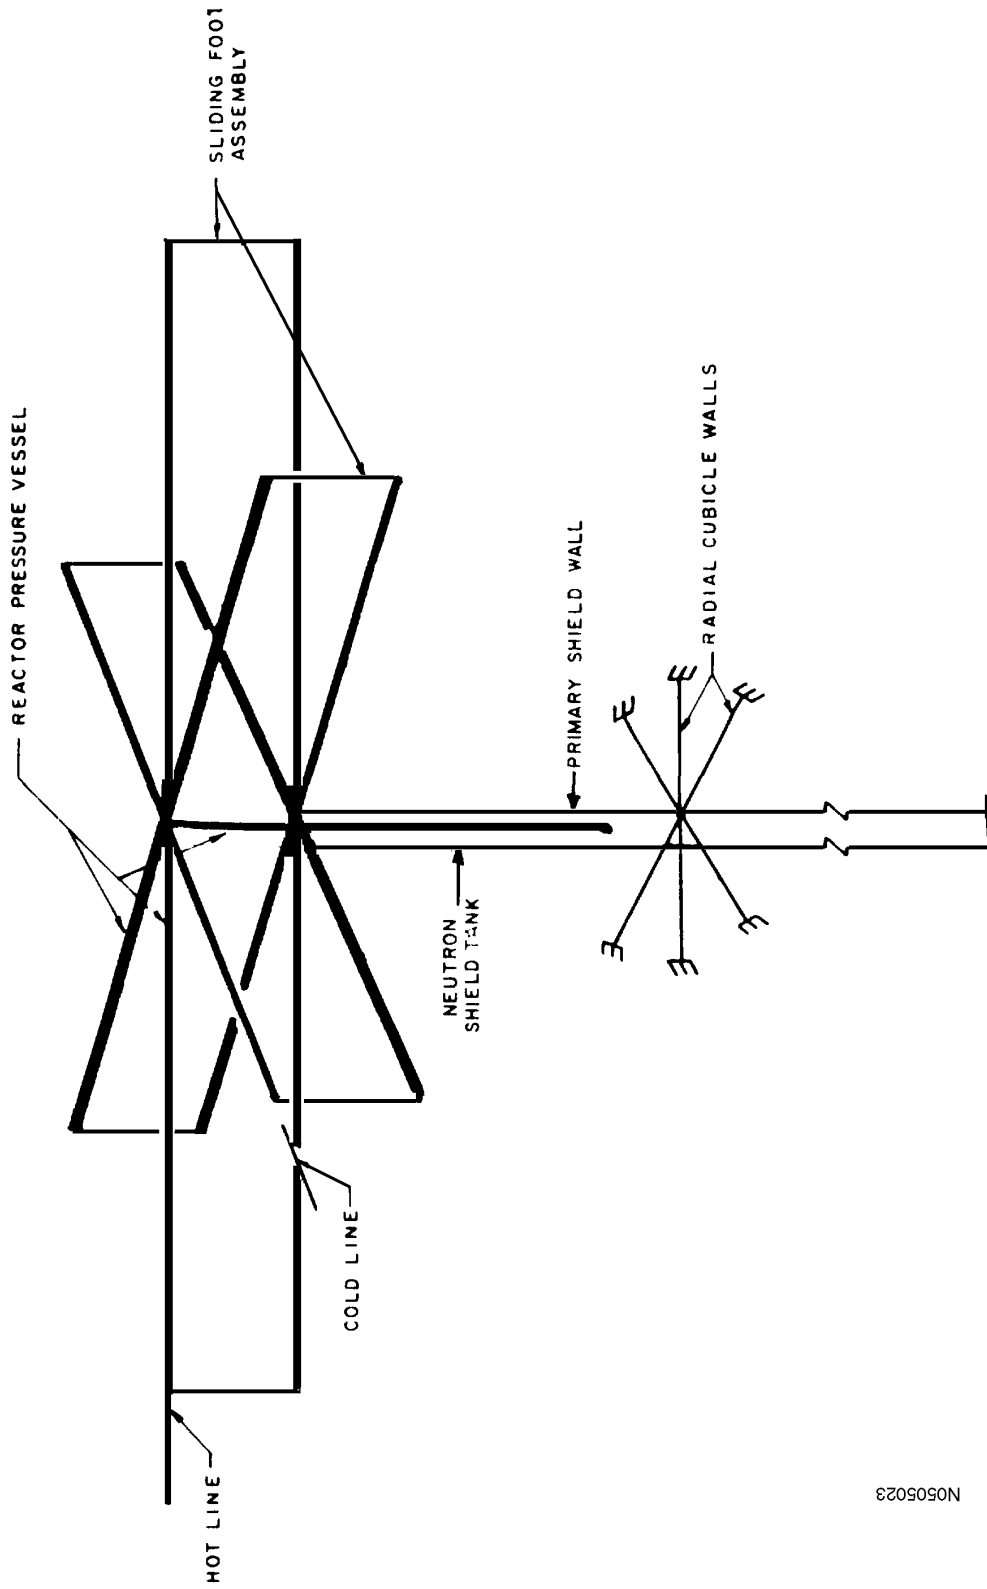 REACTOR PRESSURE VESSEL
SLIDING FOOT
ASSEMBLY
PRIMARY SHIELD WALL
RADIAL CUBICLE WALLS
NEUTRON
SHIELD TANK
COLD LINE
HOT LINE
N0505023